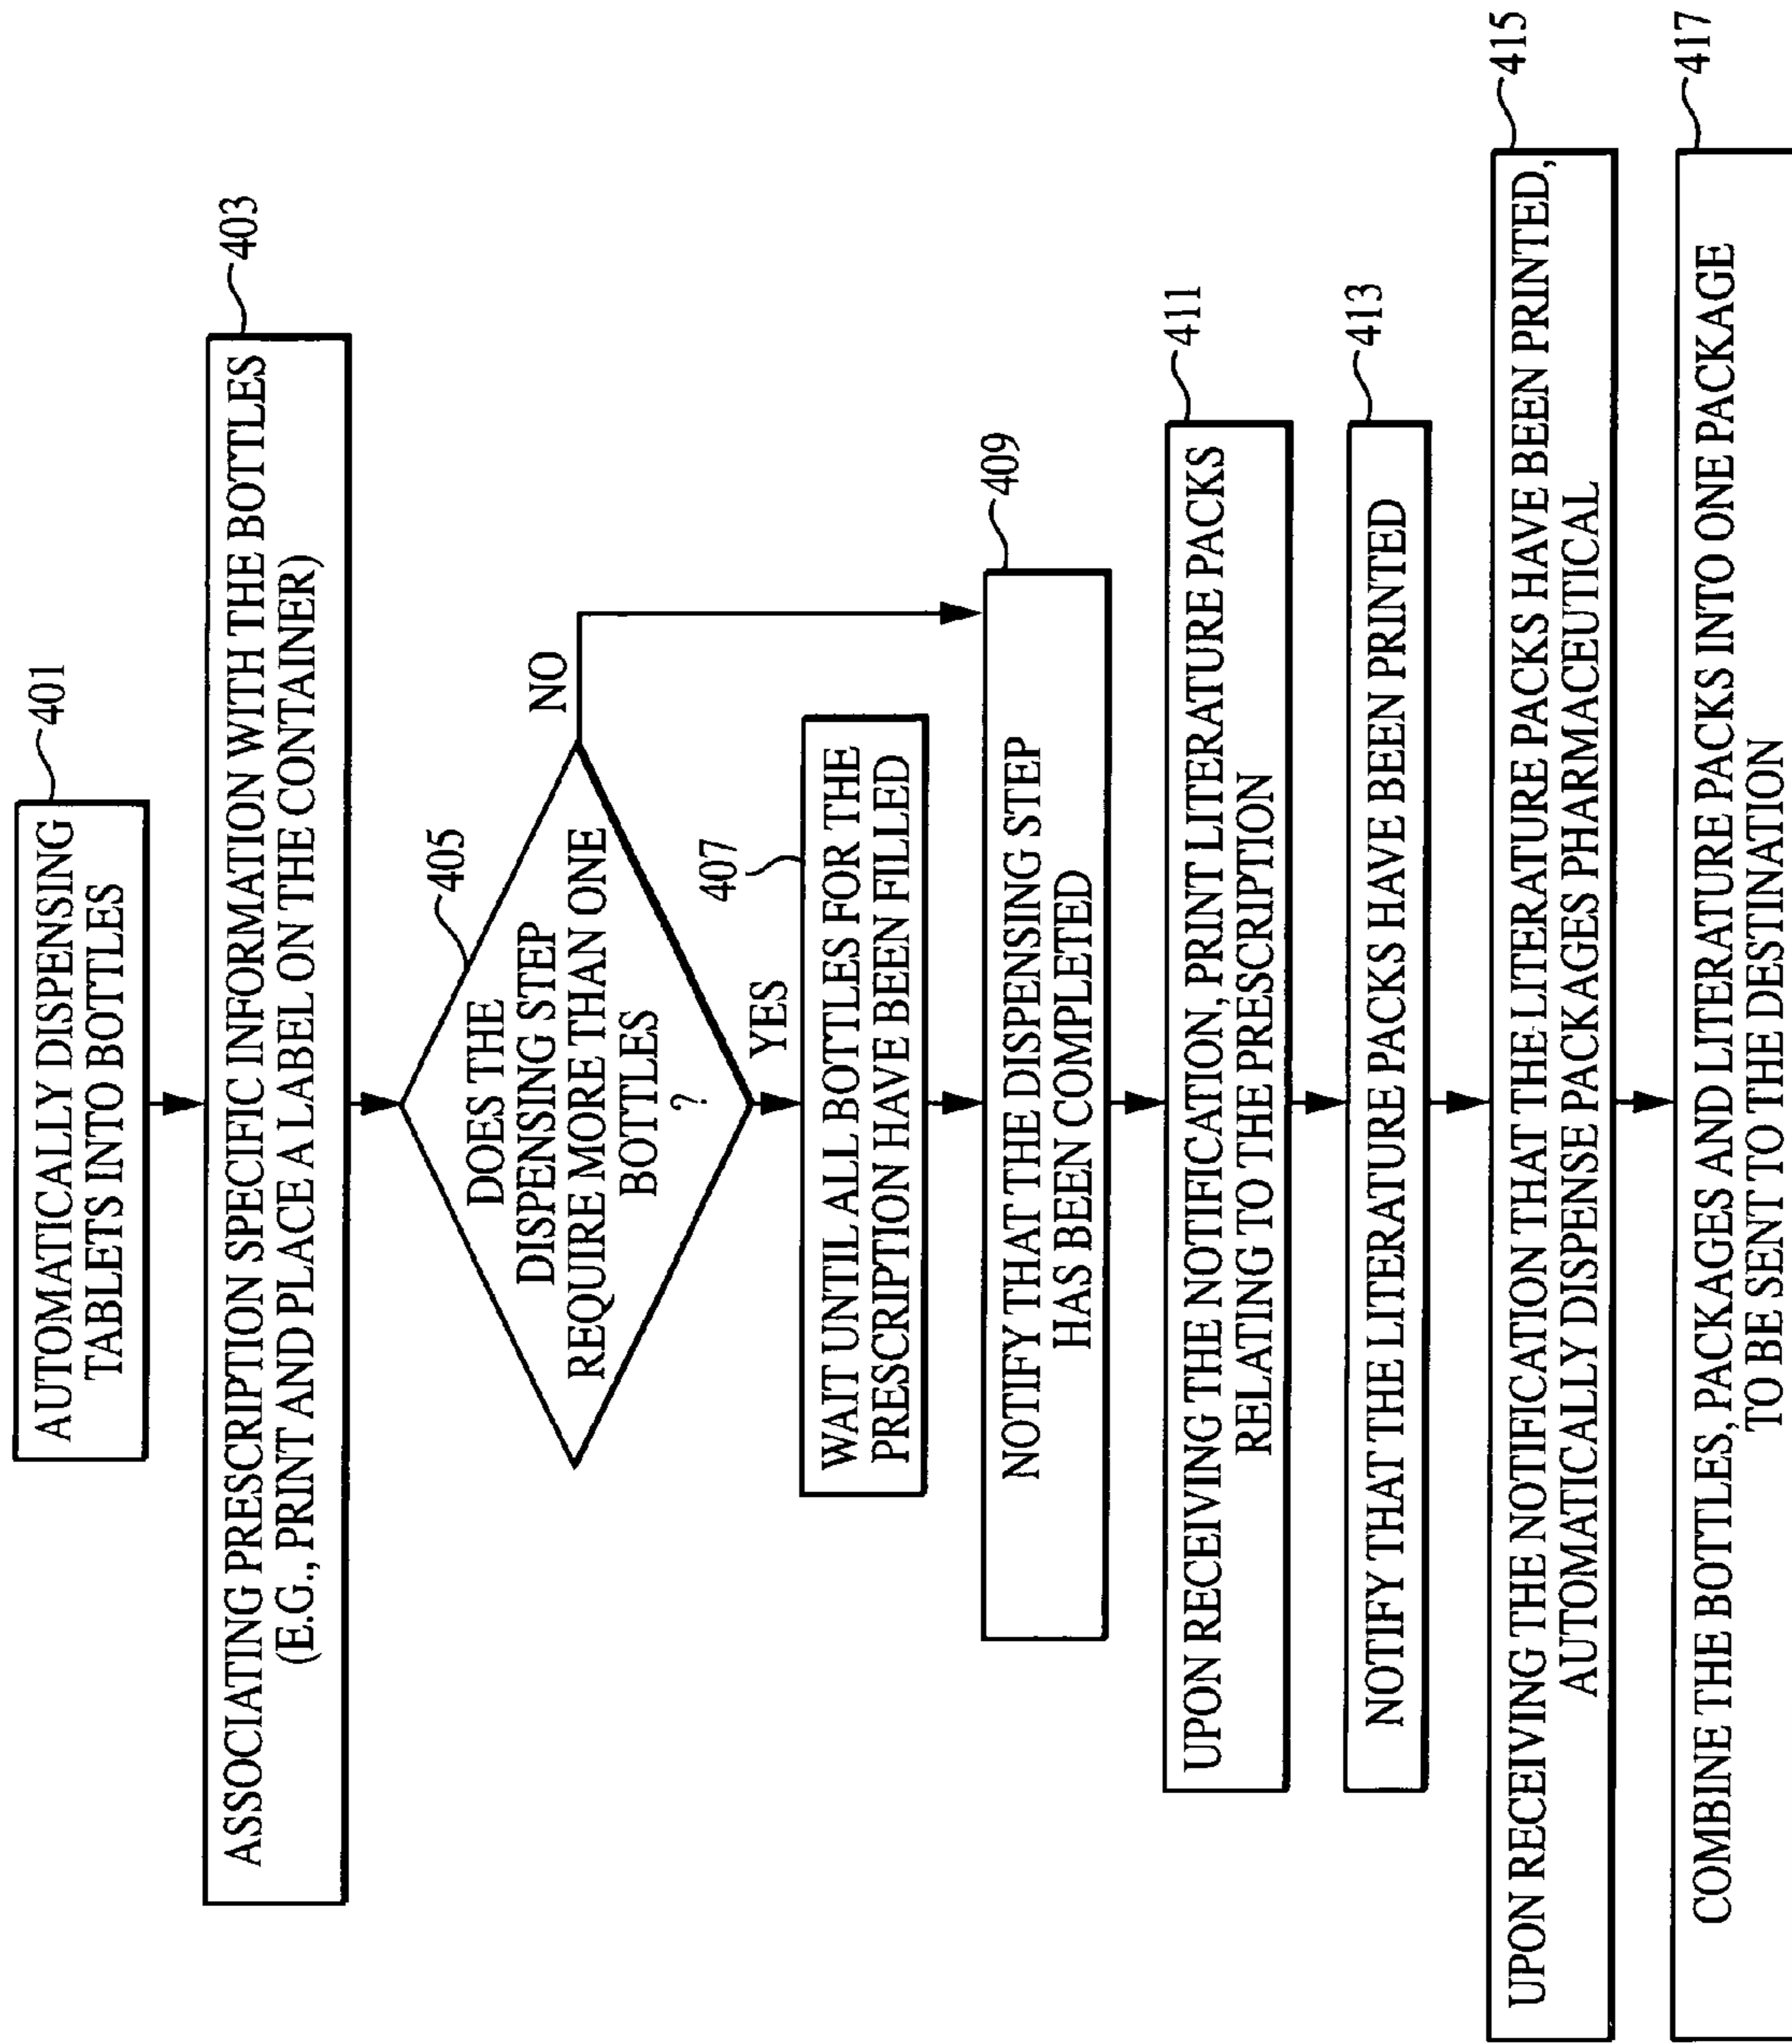 401
AUTOMATICALLY DISPENSING
TABLETS INTO BOTTLES
403
ASSOCIATING PRESCRIPTION SPECIFIC INFORMATION WITH THE BOTTLES
(E.G., PRINT AND PLACE A LABEL ON THE CONTAINER)
405
DOES THE
DISPENSING STEP
REQUIRE MORE THAN ONE
BOTTLES
?
NO
YES
407
WAIT UNTIL ALL BOTTLES FOR THE
PRESCRIPTION HAVE BEEN FILLED
409
NOTIFY THAT THE DISPENSING STEP
HAS BEEN COMPLETED
411
UPON RECEIVING THE NOTIFICATION, PRINT LITERATURE PACKS
RELATING TO THE PRESCRIPTION
413
NOTIFY THAT THE LITERATURE PACKS HAVE BEEN PRINTED
415
UPON RECEIVING THE NOTIFICATION THAT THE LITERATURE PACKS HAVE BEEN PRINTED,
AUTOMATICALLY DISPENSE PACKAGES PHARMACEUTICAL
417
COMBINE THE BOTTLES, PACKAGES AND LITERATURE PACKS INTO ONE PACKAGE
TO BE SENT TO THE DESTINATION